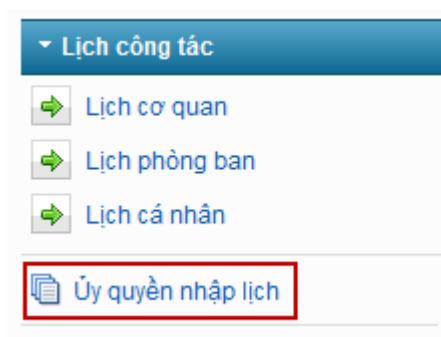 Lịch công tác
Lịch cơ quan
Lịch phòng ban
Lịch cá nhân
Ủy quyền nhập lịch